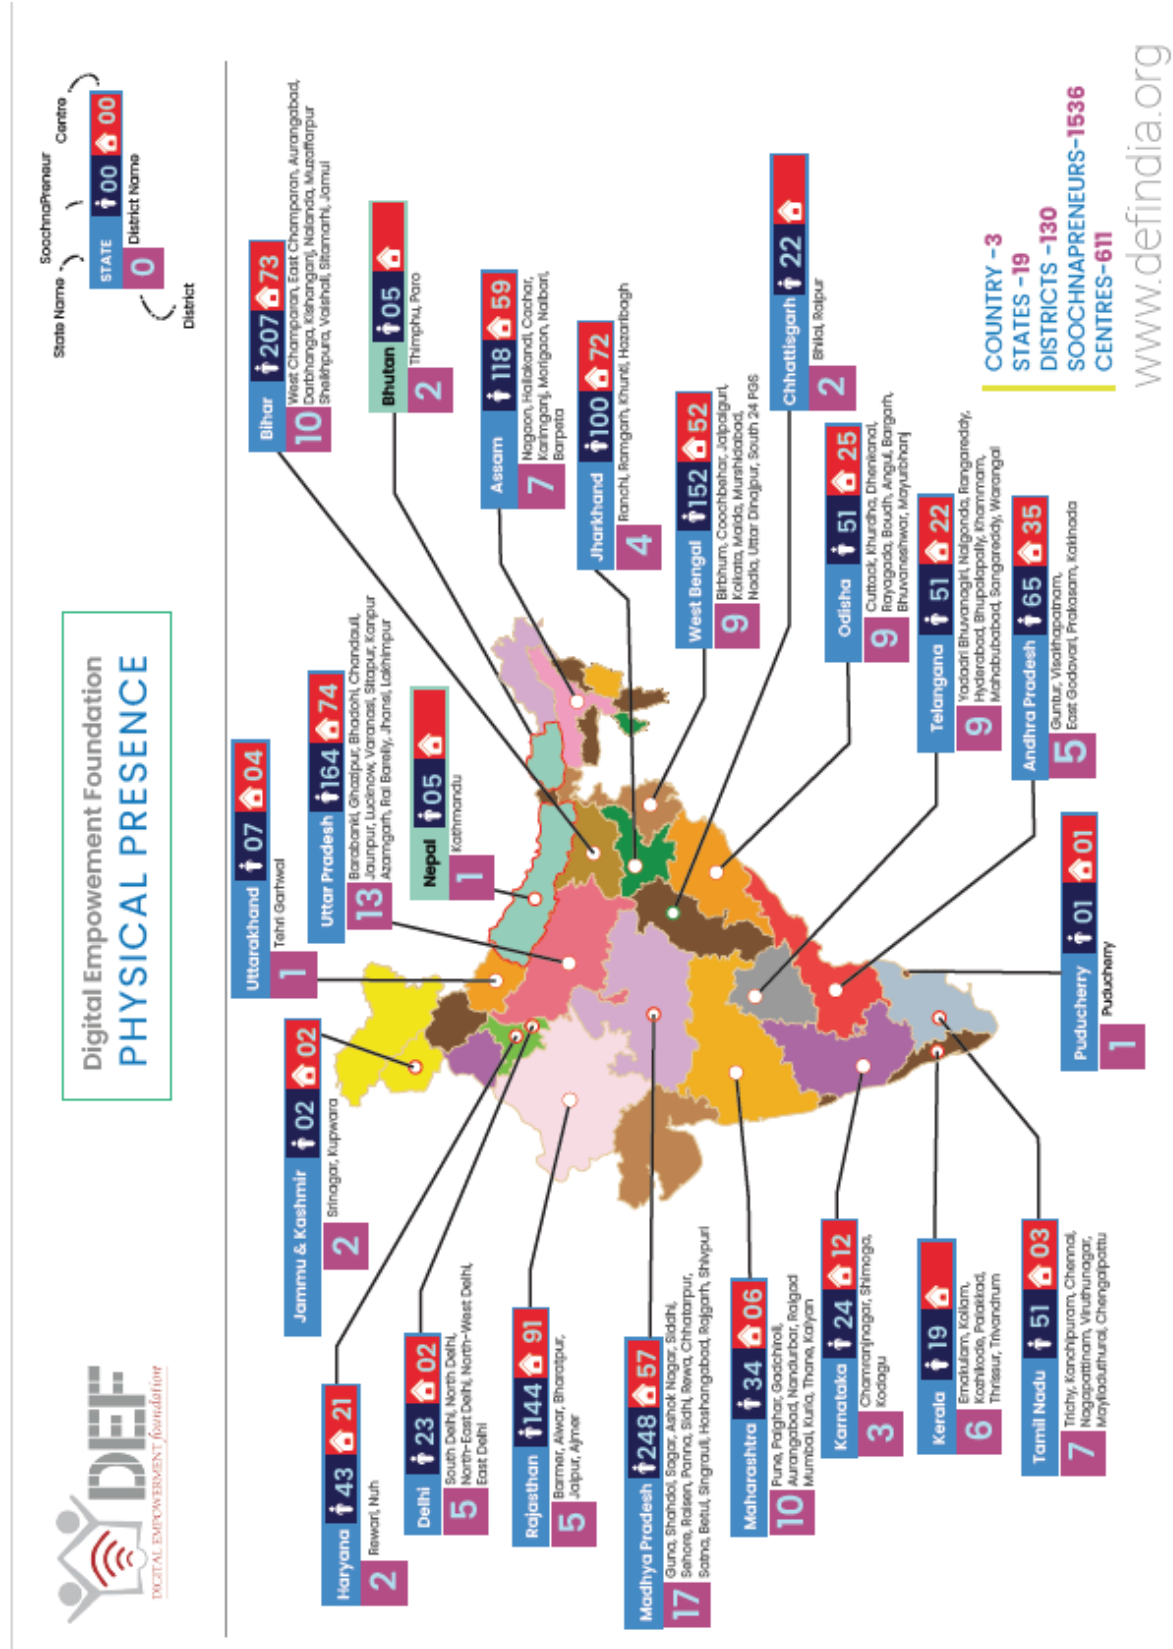 DEF
DIGITAL EMPOWERMENT foundation
Digital Empowement Foundation
PHYSICAL PRESENCE
State Name
SoochnaPreneur
Centre
STATE 00 00
0
District Name
District
Jammu & Kashmir 02 02
2
Srinagar, Kupwara
Uttarakhand 07 04
1
Tehri Garhwal
Uttar Pradesh 164 74
13
Barabanki, Ghazipur, Bhadohi, Chandauli,
Jaunpur, Lucknow, Varanasi, Sitapur, Kanpur
Azamgarh, Rai Barelly, Jhansi, Lakhimpur
Nepal 05
1
Kathmandu
Bihar 207 73
10
West Champaran, East Champaran, Aurangabad,
Darbhanga, Kishanganj, Nalanda, Muzaffarpur
Sheikhpura, Vaishali, Sitamarhi, Jamui
Bhutan 05
2
Thimphu, Paro
Assam 118 59
7
Nagaon, Hailakandi, Cachar,
Karimganj, Morigaon, Nalbari,
Barpeta
Jharkhand 100 72
4
Ranchi, Ramgarh, Khunti, Hazaribagh
West Bengal 152 52
9
Birbhum, Coochbehar, Jalpaiguri,
Kolkata, Malda, Murshidabad,
Nadia, Uttar Dinajpur, South 24 PGS
Chhattisgarh 22
2
Bhilai, Raipur
Odisha 51 25
9
Cuttack, Khurdha, Dhenkanal,
Rayagada, Boudh, Angul, Bargarh,
Bhuvaneshwar, Mayurbhanj
Telangana 51 22
9
Yadadri Bhuvanagiri, Nalgonda, Rangareddy,
Hyderabad, Bhupalapally, Khammam,
Mahabubabad, Sangareddy, Warangal
Andhra Pradesh 65 35
5
Guntur, Visakhapatnam,
East Godavari, Prakasam, Kakinada
Puducherry 01 01
1
Puducherry
Haryana 43 21
2
Rewari, Nuh
Delhi 23 02
5
South Delhi, North Delhi,
North-East Delhi, North-West Delhi,
East Delhi
Rajasthan 144 91
5
Barmer, Alwar, Bharatpur,
Jaipur, Ajmer
Madhya Pradesh 248 57
17
Guna, Shahdol, Sagar, Ashok Nagar, Siddhi,
Sehore, Raisen, Panna, Sidhi, Rewa, Chhatarpur,
Satna, Betul, Singrauli, Hoshangabad, Rajgarh, Shivpuri
Maharashtra 34 06
10
Pune, Palghar, Gadchiroli,
Aurangabad, Nandurbar, Raigad
Mumbai, Kurla, Thane, Kalyan
Karnataka 24 12
3
Chamranjnagar, Shimoga,
Kodagu
Kerala 19
6
Ernakulam, Kollam,
Kozhikode, Palakkad,
Thrissur, Trivandrum
Tamil Nadu 51 03
7
Trichy, Kanchipuram, Chennai,
Nagapattinam, Viruthunagar,
Mayiladuthurai, Chengalpattu
COUNTRY -3
STATES -19
DISTRICTS -130
SOOCHNAPRENEURS-1536
CENTRES-611
www.defindia.org